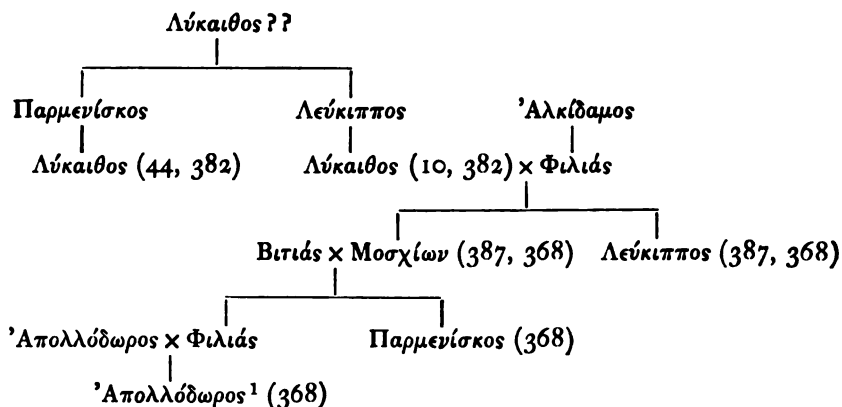 Λύκαιθος ??
Παρμενίσκος Λεύκιππος Ἀλκίδαμος
Λύκαιθος (44, 382) Λύκαιθος (10, 382) × Φιλιάς
Βιτιάς × Μοσχίων (387, 368) Λεύκιππος (387, 368)
Ἀπολλόδωρος × Φιλιάς Παρμενίσκος (368)
Ἀπολλόδωρος¹ (368)